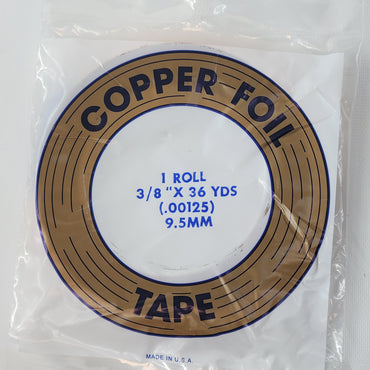 COPPER FOIL
1 ROLL
3/8 "X 36 YDS
(.00125)
9.5MM
TAPE
MADE IN U.S.A.